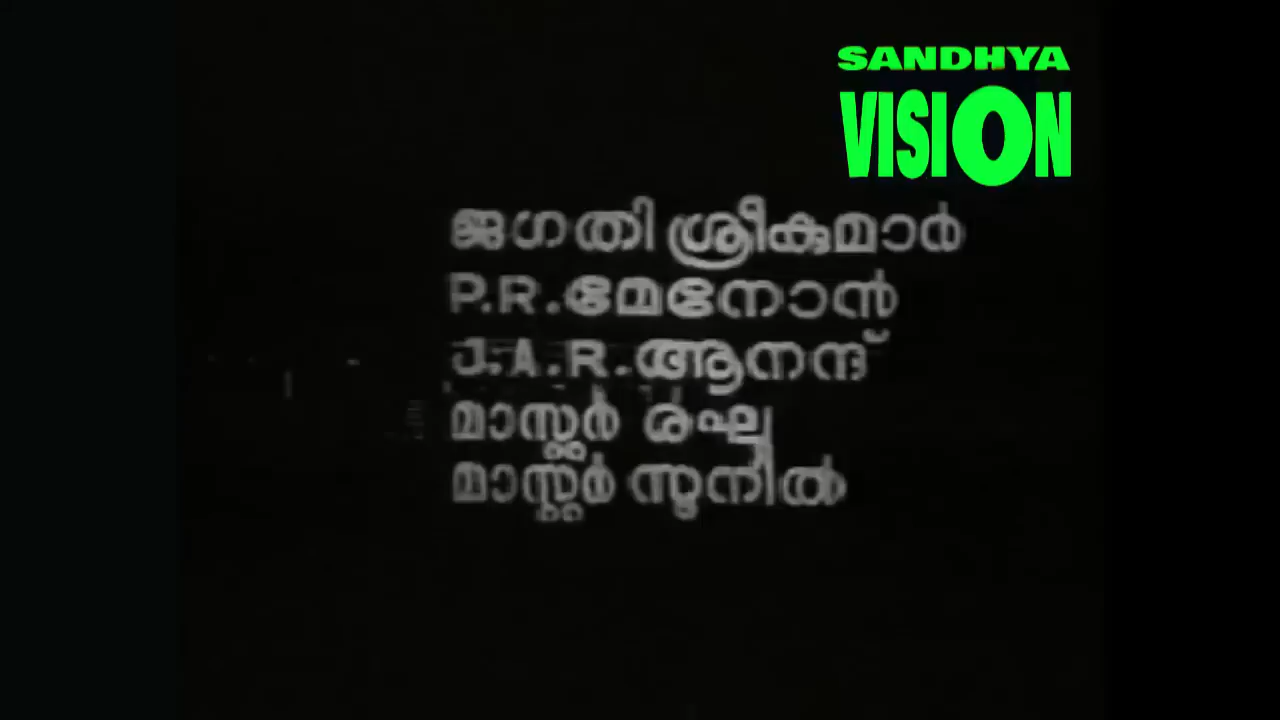 SANDHYA
VISION
ജഗതി ശ്രീകുമാർ
P.R.മേനോൻ
J.A.R.ആനന്ദ്
മാസ്റ്റർ രഘു
മാസ്റ്റർ സുനിൽ